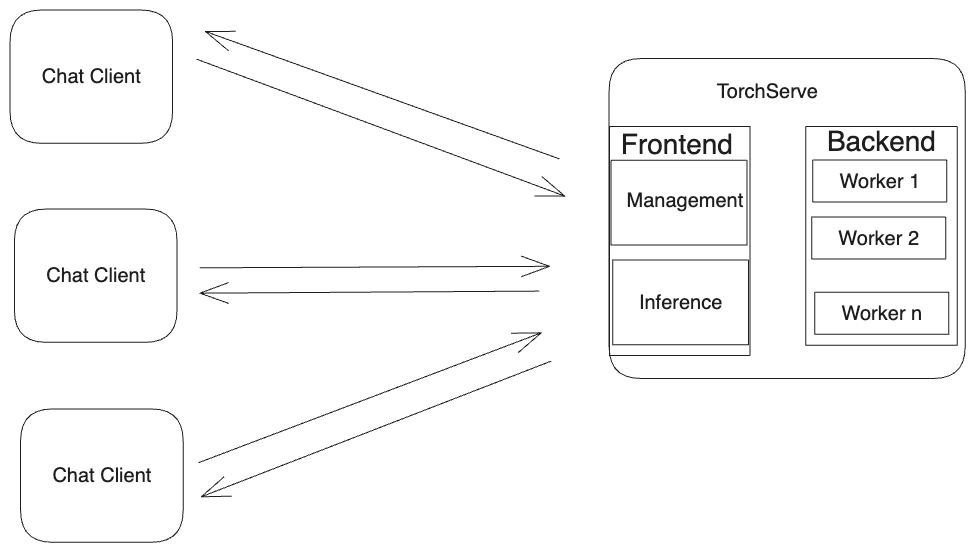 Chat Client
Chat Client
Chat Client
TorchServe
Frontend
Management
Inference
Backend
Worker 1
Worker 2
Worker n